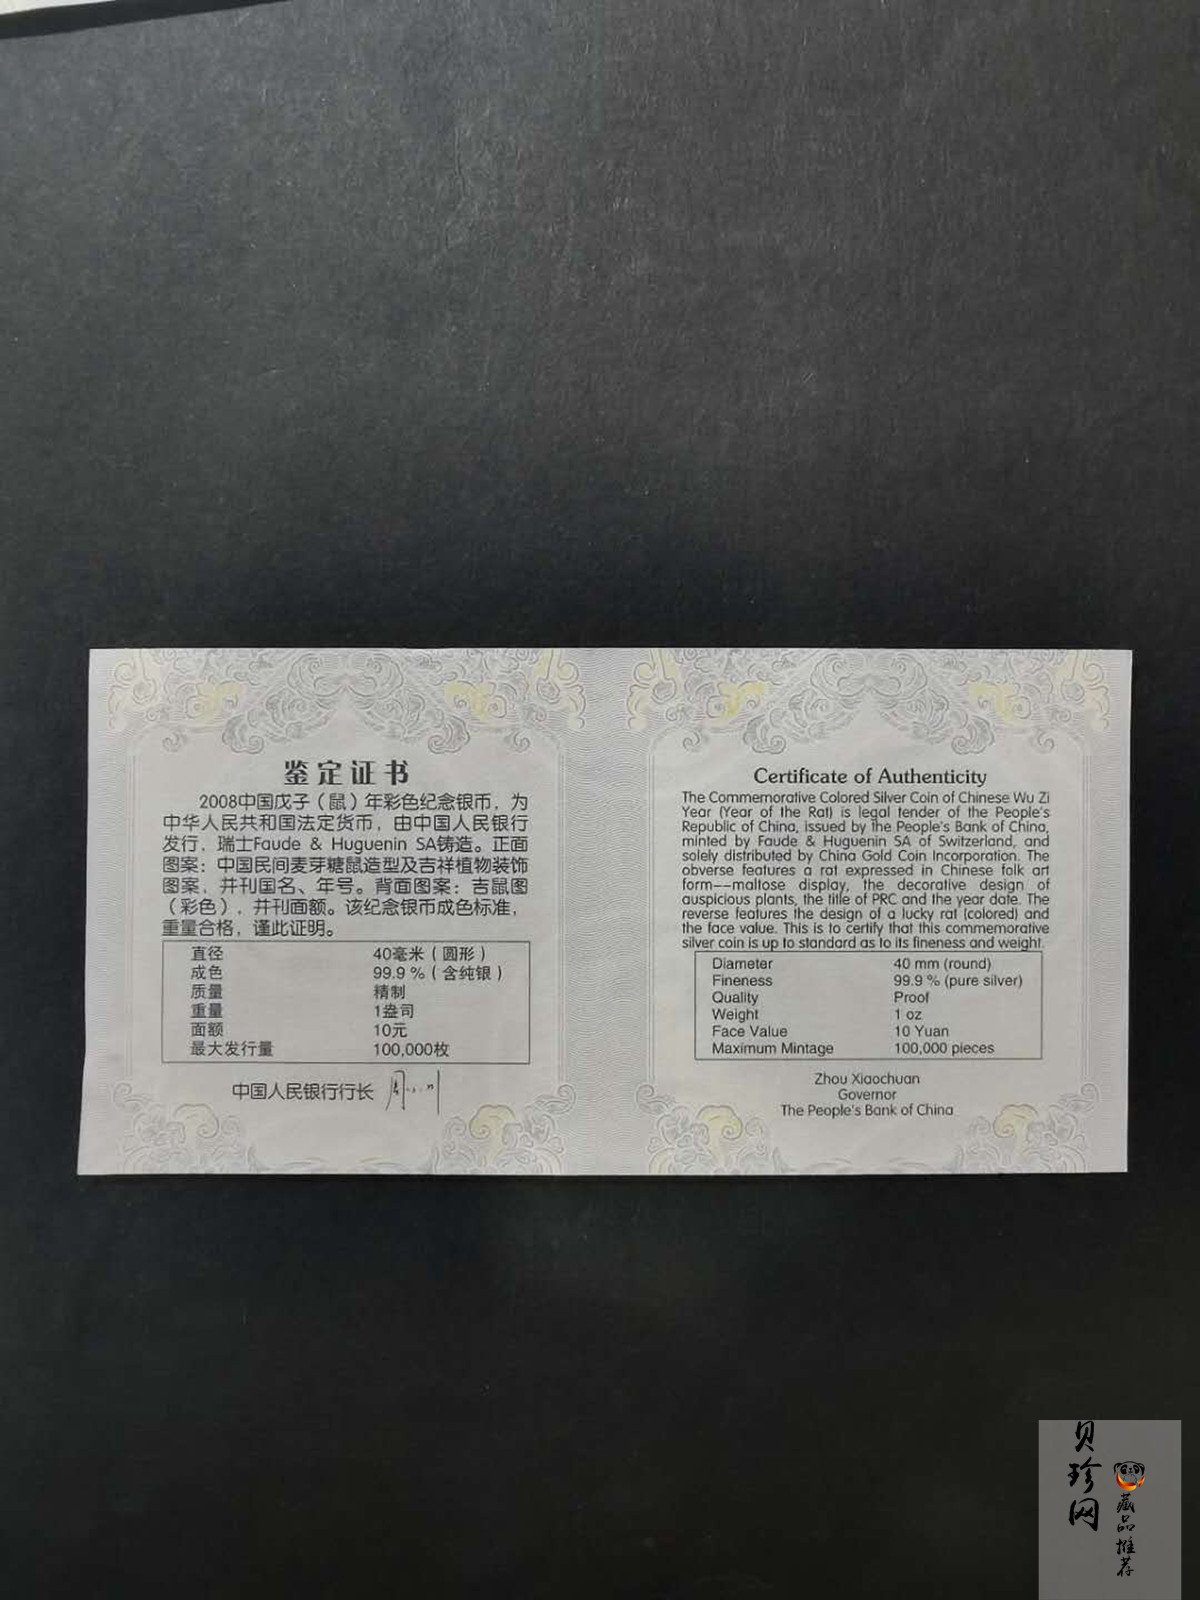 鉴定证书
2008中国戊子（鼠）年彩色纪念银币，为
中华人民共和国法定货币，由中国人民银行
发行，瑞士Faude & Huguenin SA铸造。正面
图案：中国民间麦芽糖鼠造型及吉祥植物装饰
图案，并刊国名、年号。背面图案：吉鼠图
（彩色），并刊面额。该纪念银币成色标准，
重量合格，谨此证明。
直径 40毫米（圆形）
成色 99.9％（含纯银）
质量 精制
重量 1盎司
面额 10元
最大发行量 100,000枚
中国人民银行行长
Certificate of Authenticity
The Commemorative Colored Silver Coin of Chinese Wu Zi
Year (Year of the Rat) is legal tender of the People's
Republic of China, issued by the People's Bank of China,
minted by Faude & Huguenin SA of Switzerland, and
solely distributed by China Gold Coin Incorporation. The
obverse features a rat expressed in Chinese folk art
form--maltose display, the decorative design of
auspicious plants, the title of PRC and the year date. The
reverse features the design of a lucky rat (colored) and
the face value. This is to certify that this commemorative
silver coin is up to standard as to its fineness and weight.
Diameter 40 mm (round)
Fineness 99.9 % (pure silver)
Quality Proof
Weight 1 oz
Face Value 10 Yuan
Maximum Mintage 100,000 pieces
Zhou Xiaochuan
Governor
The People's Bank of China
贝珍网
藏品推荐